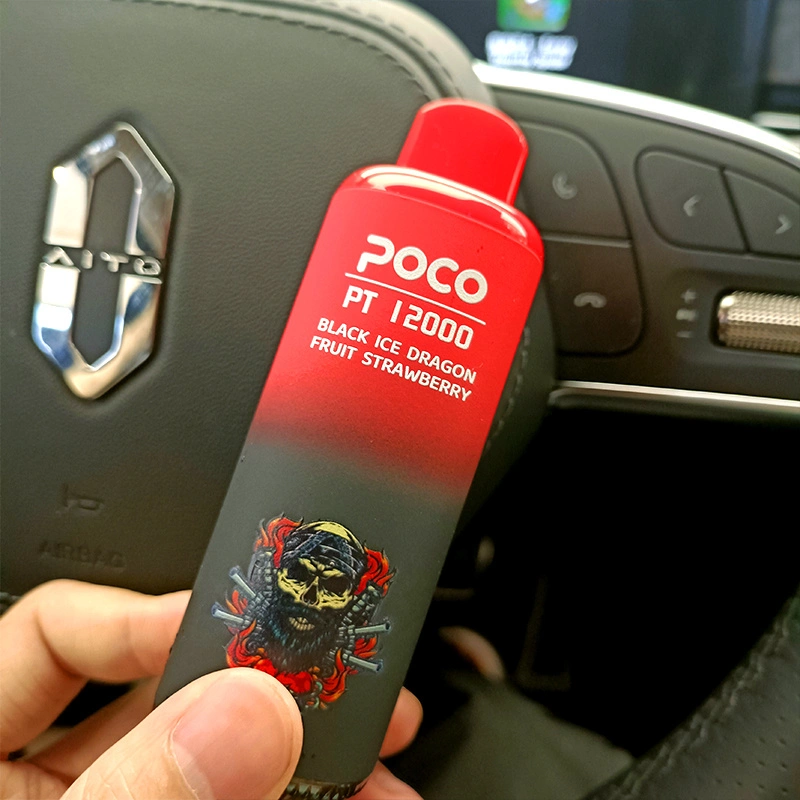 AITO
POCO
PT 12000
BLACK ICE DRAGON
FRUIT STRAWBERRY
AIRBAG